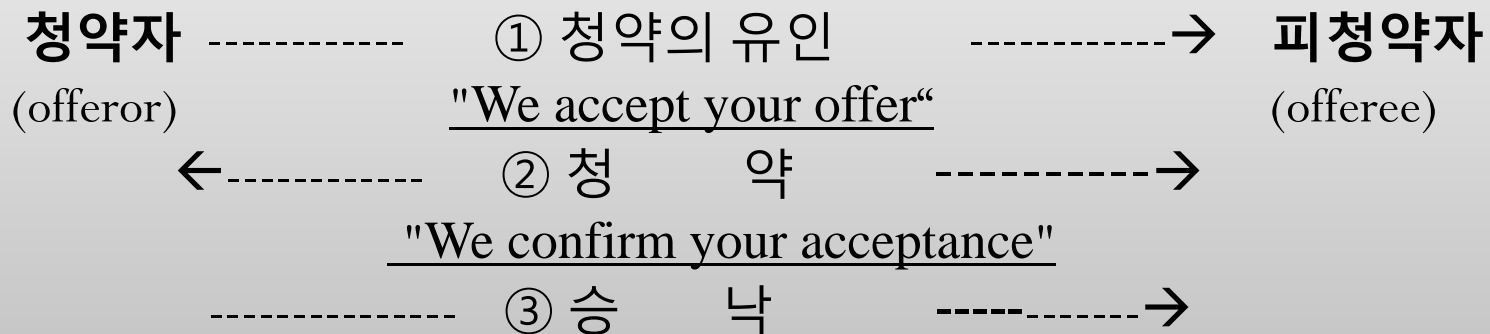 청약자 ------------ ① 청약의 유인 ------------→ 피청약자
(offeror) "We accept your offer“ (offeree)
←------------ ② 청 약 ------------→
"We confirm your acceptance"
-------------- ③ 승 낙 ------------→